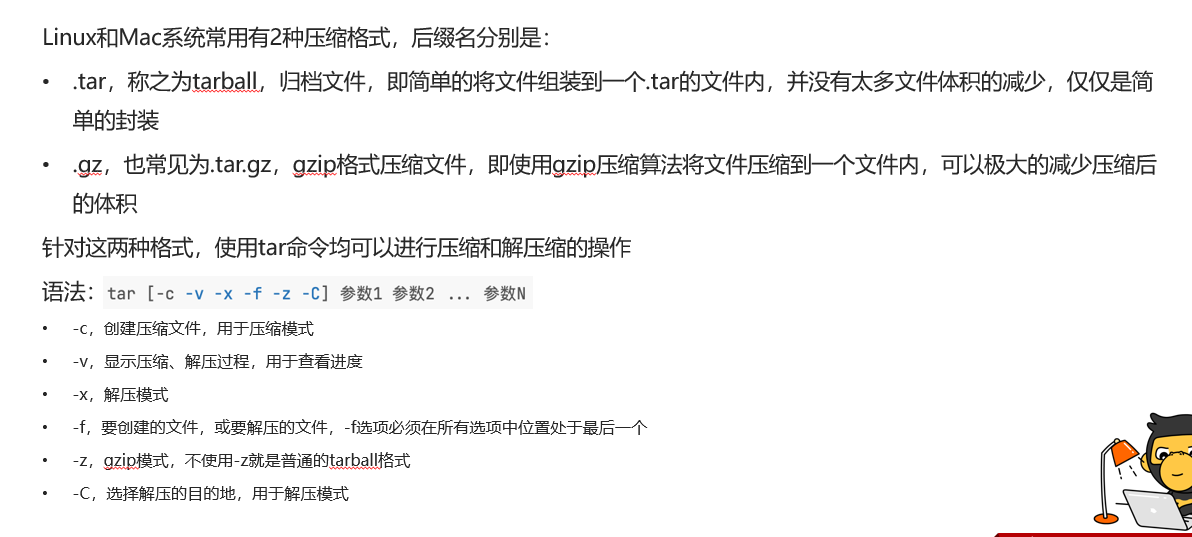 Linux和Mac系统常用有2种压缩格式，后缀名分别是：
• .tar，称之为tarball，归档文件，即简单的将文件组装到一个.tar的文件内，并没有太多文件体积的减少，仅仅是简
单的封装
• .gz，也常见为.tar.gz，gzip格式压缩文件，即使用gzip压缩算法将文件压缩到一个文件内，可以极大的减少压缩后
的体积
针对这两种格式，使用tar命令均可以进行压缩和解压缩的操作
语法：tar [-c -v -x -f -z -C] 参数1 参数2 ... 参数N
• -c，创建压缩文件，用于压缩模式
• -v，显示压缩、解压过程，用于查看进度
• -x，解压模式
• -f，要创建的文件，或要解压的文件，-f选项必须在所有选项中位置处于最后一个
• -z，gzip模式，不使用-z就是普通的tarball格式
• -C，选择解压的目的地，用于解压模式